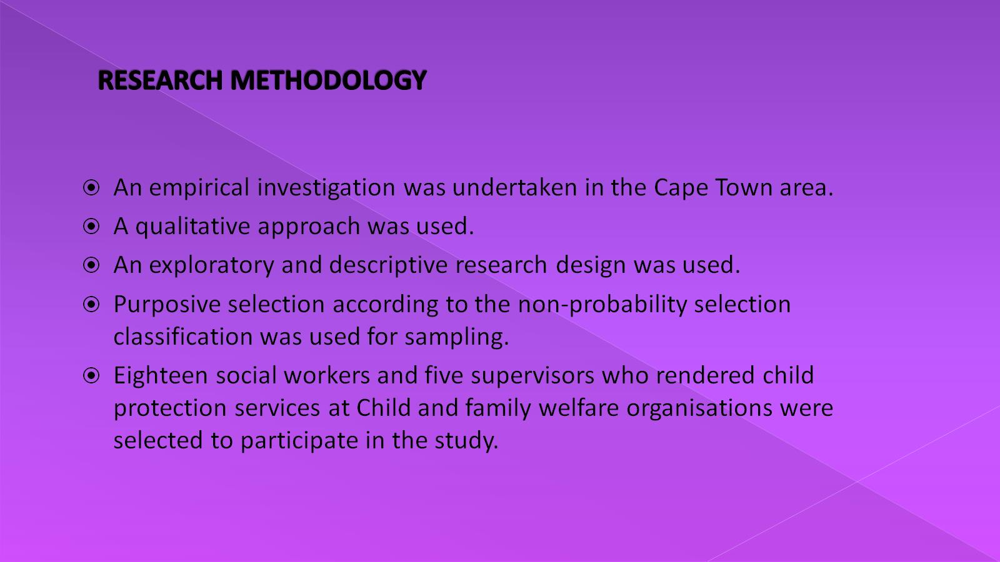 RESEARCH METHODOLOGY
An empirical investigation was undertaken in the Cape Town area.
A qualitative approach was used.
An exploratory and descriptive research design was used.
Purposive selection according to the non-probability selection
classification was used for sampling.
Eighteen social workers and five supervisors who rendered child
protection services at Child and family welfare organisations were
selected to participate in the study.